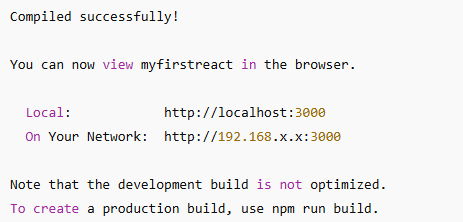 Compiled successfully!
You can now view myfirstreact in the browser.
Local: http://localhost:3000
On Your Network: http://192.168.x.x:3000
Note that the development build is not optimized.
To create a production build, use npm run build.